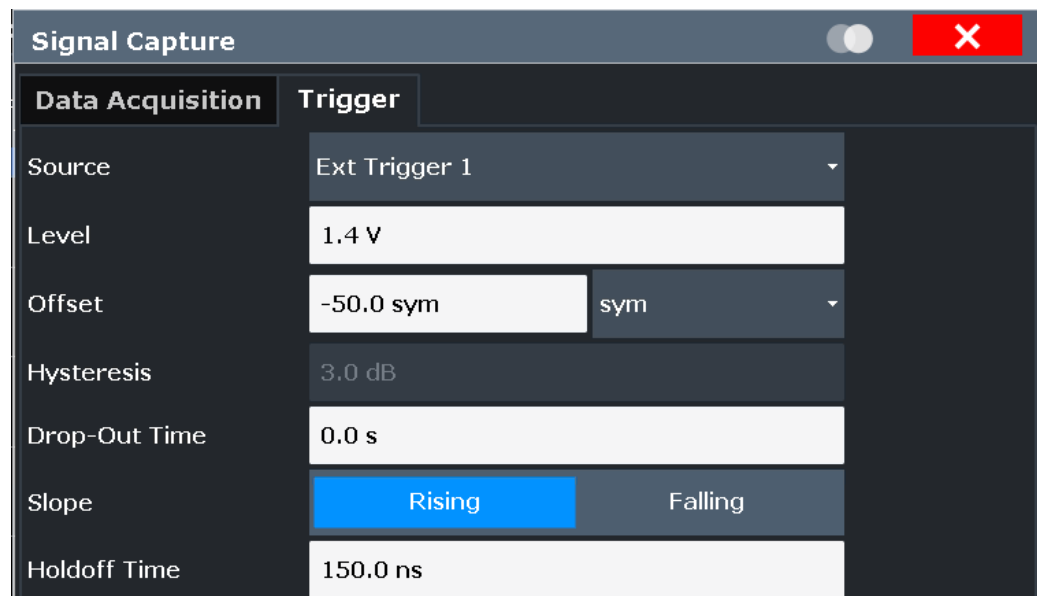 Signal Capture
Data Acquisition Trigger
Source Ext Trigger 1
Level 1.4 V
Offset -50.0 sym sym
Hysteresis 3.0 dB
Drop-Out Time 0.0 s
Slope Rising Falling
Holdoff Time 150.0 ns